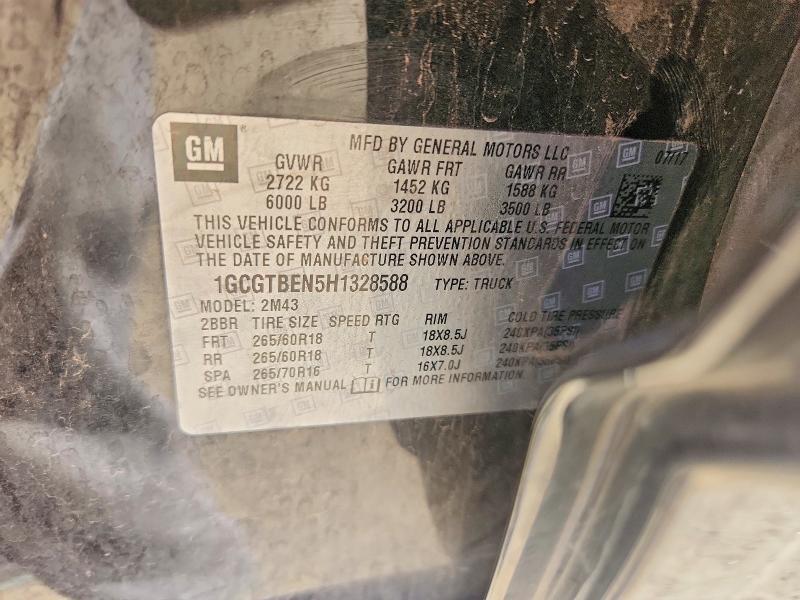 GM
MFD BY GENERAL MOTORS LLC 07/17
GVWR GAWR FRT GAWR RR
2722 KG 1452 KG 1588 KG
6000 LB 3200 LB 3500 LB
THIS VEHICLE CONFORMS TO ALL APPLICABLE U.S. FEDERAL MOTOR
VEHICLE SAFETY AND THEFT PREVENTION STANDARDS IN EFFECT ON
THE DATE OF MANUFACTURE SHOWN ABOVE.
1GCGTBEN5H1328588 TYPE: TRUCK
MODEL: 2M43
2BBR TIRE SIZE SPEED RTG RIM COLD TIRE PRESSURE
FRT 265/60R18 T 18X8.5J 240KPA(35PSI)
RR 265/60R18 T 18X8.5J 240KPA(35PSI)
SPA 265/70R16 T 16X7.0J
SEE OWNER'S MANUAL FOR MORE INFORMATION.